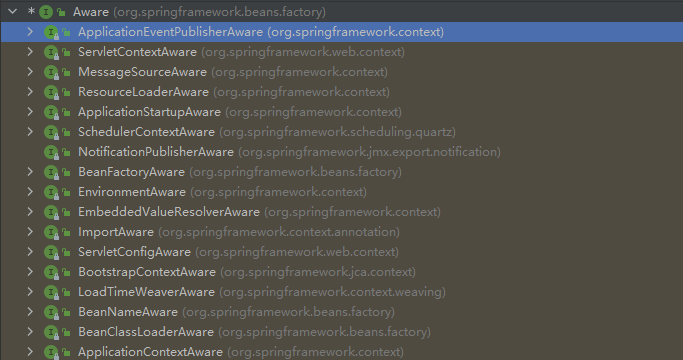 * Aware (org.springframework.beans.factory)
ApplicationEventPublisherAware (org.springframework.context)
ServletContextAware (org.springframework.web.context)
MessageSourceAware (org.springframework.context)
ResourceLoaderAware (org.springframework.context)
ApplicationStartupAware (org.springframework.context)
SchedulerContextAware (org.springframework.scheduling.quartz)
NotificationPublisherAware (org.springframework.jmx.export.notification)
BeanFactoryAware (org.springframework.beans.factory)
EnvironmentAware (org.springframework.context)
EmbeddedValueResolverAware (org.springframework.context)
ImportAware (org.springframework.context.annotation)
ServletConfigAware (org.springframework.web.context)
BootstrapContextAware (org.springframework.jca.context)
LoadTimeWeaverAware (org.springframework.context.weaving)
BeanNameAware (org.springframework.beans.factory)
BeanClassLoaderAware (org.springframework.beans.factory)
ApplicationContextAware (org.springframework.context)